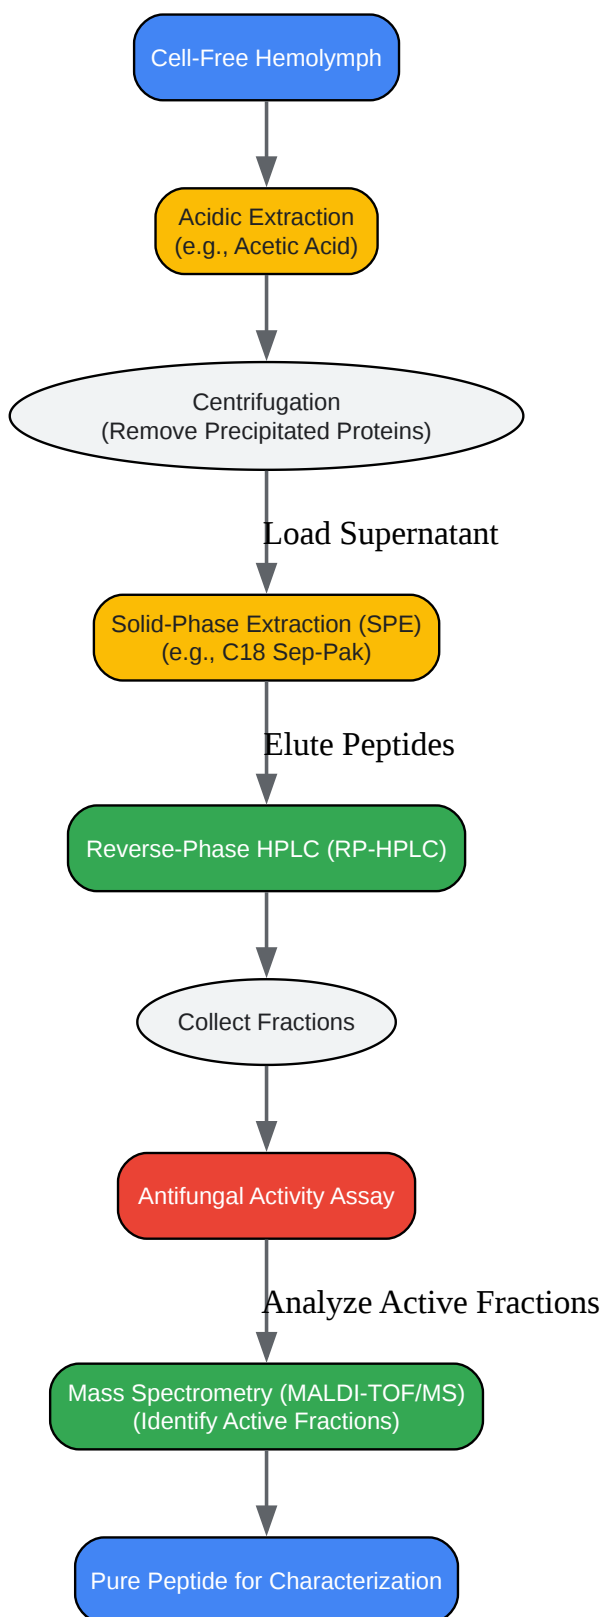 Cell-Free Hemolymph
Acidic Extraction
(e.g., Acetic Acid)
Centrifugation
(Remove Precipitated Proteins)
Load Supernatant
Solid-Phase Extraction (SPE)
(e.g., C18 Sep-Pak)
Elute Peptides
Reverse-Phase HPLC (RP-HPLC)
Collect Fractions
Antifungal Activity Assay
Analyze Active Fractions
Mass Spectrometry (MALDI-TOF/MS)
(Identify Active Fractions)
Pure Peptide for Characterization